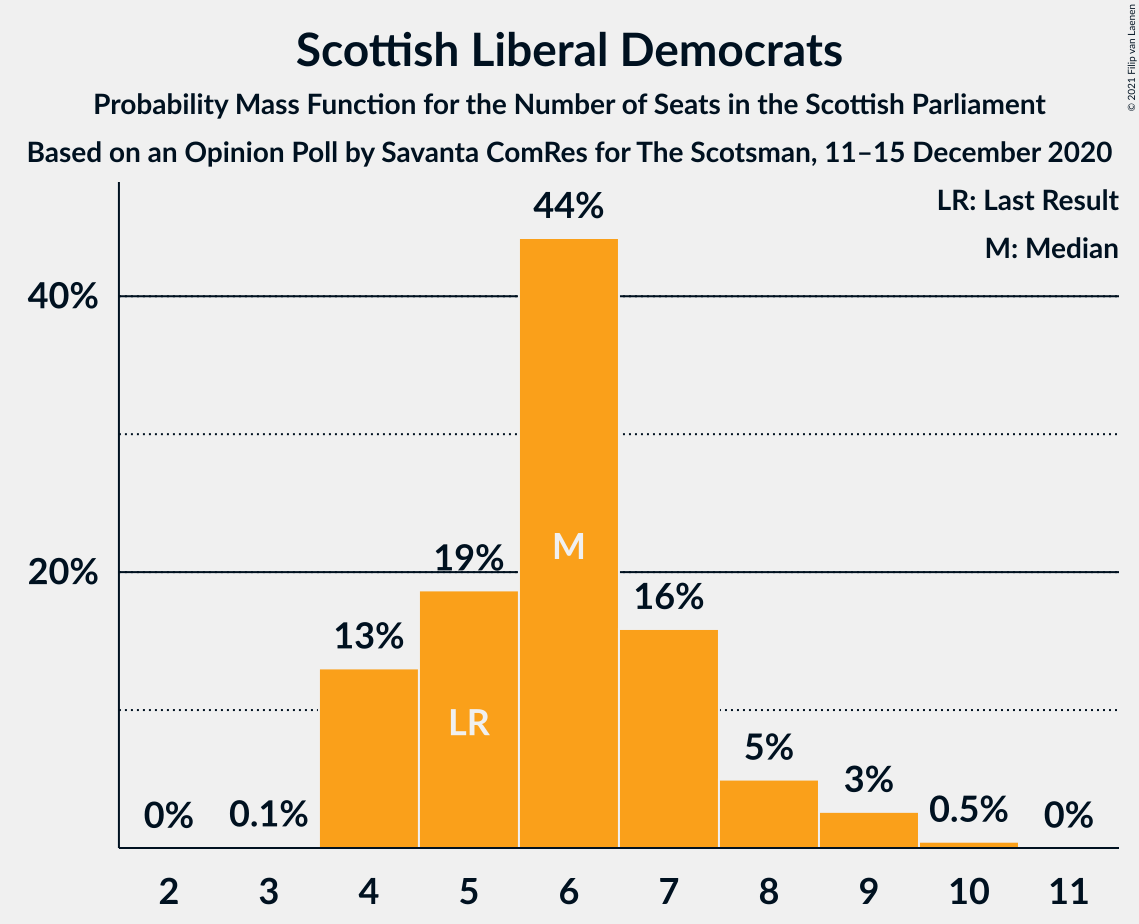 Scottish Liberal Democrats
Probability Mass Function for the Number of Seats in the Scottish Parliament
Based on an Opinion Poll by Savanta ComRes for The Scotsman, 11–15 December 2020
© 2021 Filip van Laenen
LR: Last Result
M: Median
40%
20%
0%
0.1%
13%
19%
44%
16%
5%
3%
0.5%
0%
LR
M
2 3 4 5 6 7 8 9 10 11